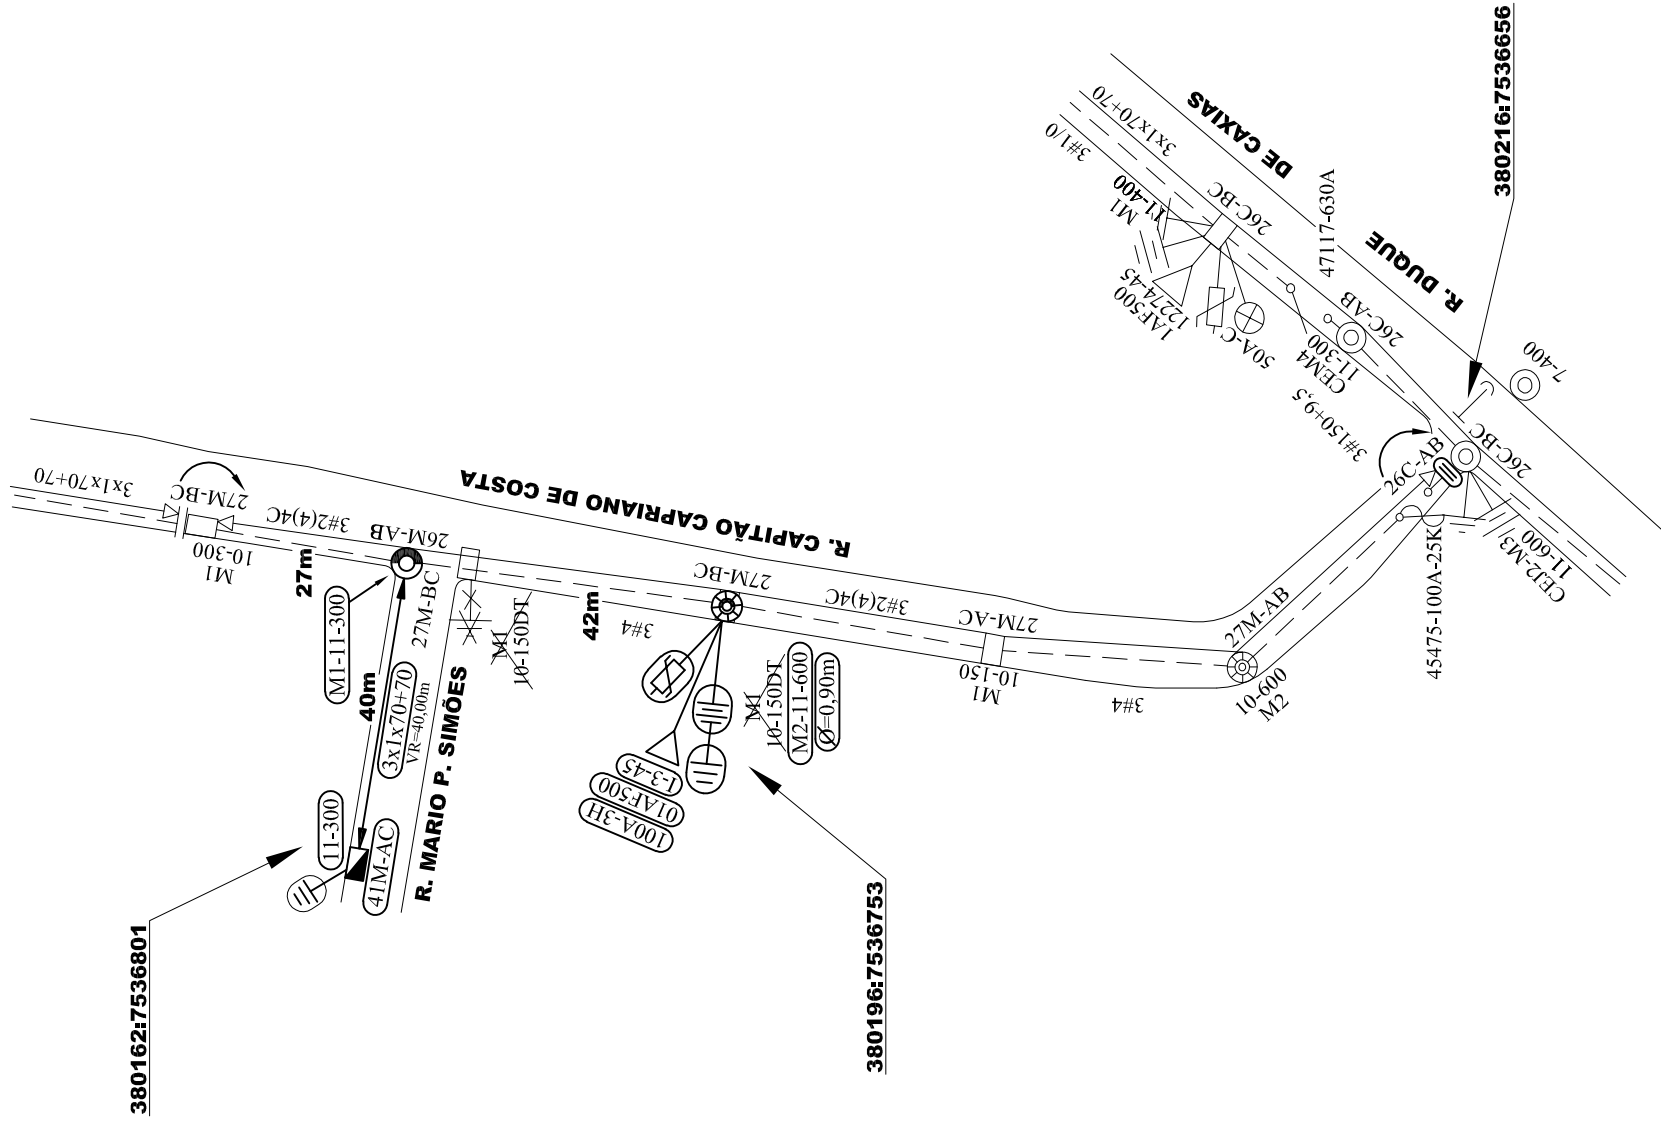 3x1x70+70
27M-BC
10-300
M1
3#2(4)4C
27m
26M-AB
M1-11-300
27M-BC
40m
3x1x70+70
VR=40,00m
R. MARIO P. SIMÕES
11-300
41M-AC
380162:7536801
R. CAPITÃO CAPRIANO DE COSTA
M1
10-150DT
42m
3#4
27M-BC
3#2(4)4C
1-3-45
01AF500
100A-3H
M1
10-150DT
M2-11-600
Ø=0,90m
380196:7536753
27M-AC
10-150
M1
3#4
27M-AB
10-600
M2
3x1x70+70
3#1/0
11-400
M1
26C-BC
12274-45
1AF500
50A-C
47117-630A
26C-AB
11-300
CEM4
3#150+9,5
26C-AB
26C-BC
7-400
45475-100A-25K
11-600
CEJ2-M3
R. DUQUE
DE CAXIAS
380216:7536656